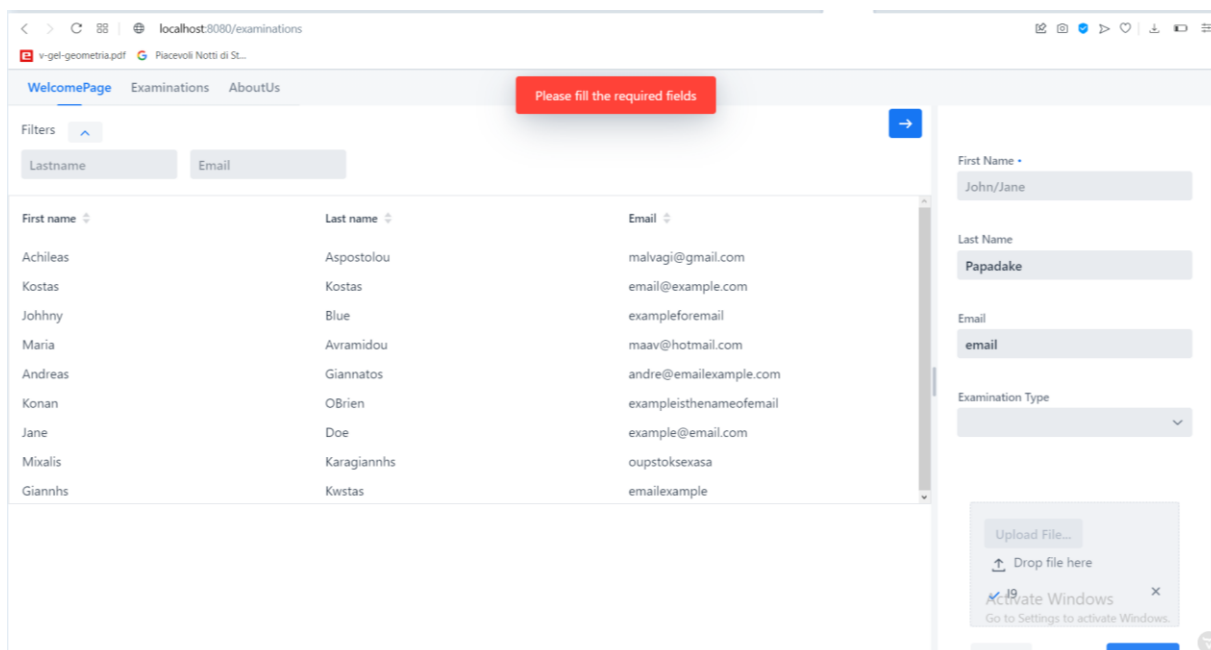 localhost:8080/examinations
v-gel-geometria.pdf Piacevoli Notti di St...
WelcomePage Examinations AboutUs
Please fill the required fields
Filters
Lastname Email
First name Last name Email
Achileas Aspostolou malvagi@gmail.com
Kostas Kostas email@example.com
Johhny Blue exampleforemail
Maria Avramidou maav@hotmail.com
Andreas Giannatos andre@emailexample.com
Konan OBrien exampleisthenameofemail
Jane Doe example@email.com
Mixalis Karagiannhs oupstoksexasa
Giannhs Kwstas emailexample
First Name •
John/Jane
Last Name
Papadake
Email
email
Examination Type
Upload File...
Drop file here
J9
Activate Windows
Go to Settings to activate Windows.